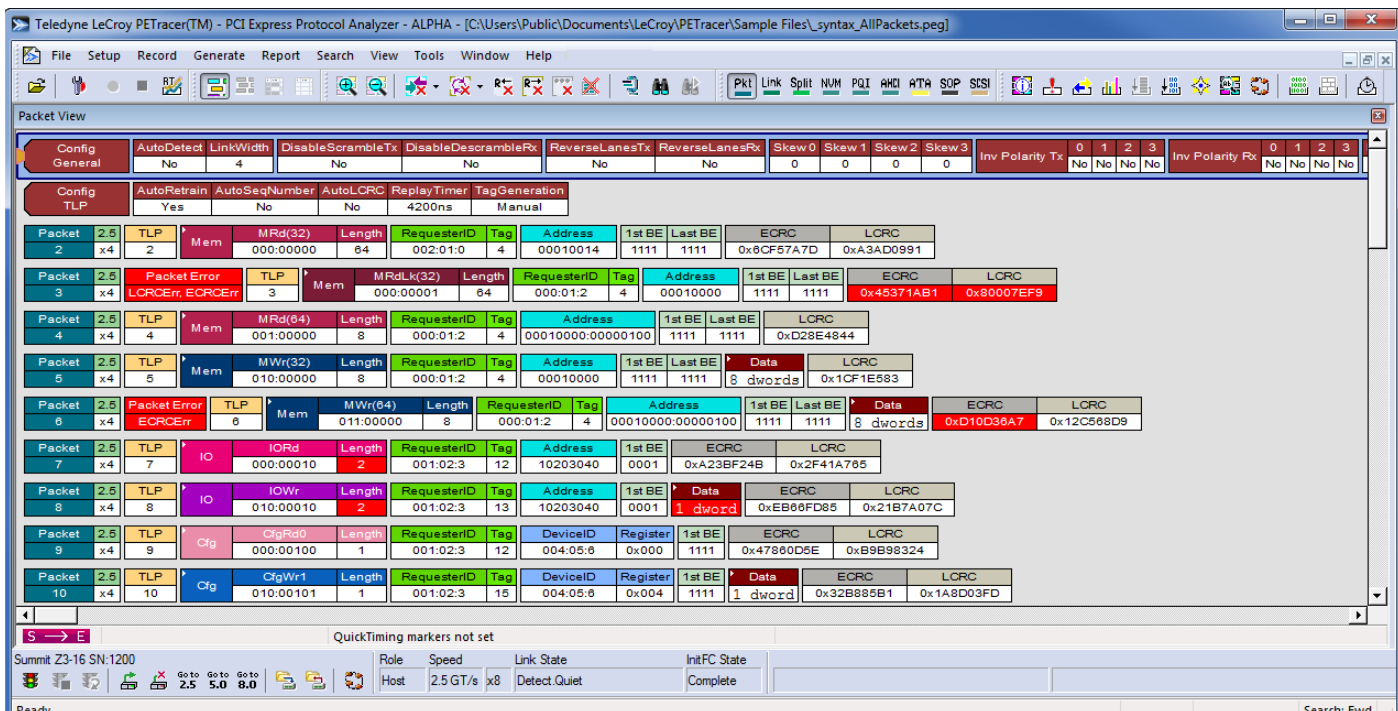 Teledyne LeCroy PETracer(TM) - PCI Express Protocol Analyzer - ALPHA - [C:\Users\Public\Documents\LeCroy\PETracer\Sample Files\_syntax_AllPackets.peg]
File Setup Record Generate Report Search View Tools Window Help
Pkt Link Split NUM PQI AHCI ATA SOP SCSI
Packet View
Config AutoDetect LinkWidth DisableScrambleTx DisableDescrambleRx ReverseLanesTx ReverseLanesRx Skew 0 Skew 1 Skew 2 Skew 3 Inv Polarity Tx 0 1 2 3 Inv Polarity Rx 0 1 2 3
General No 4 No No No No 0 0 0 0 No No No No No No No No
Config AutoRetrain AutoSeqNumber AutoLCRC ReplayTimer TagGeneration
TLP Yes No No 4200ns Manual
Packet 2.5 TLP Mem MRd(32) Length RequesterID Tag Address 1st BE Last BE ECRC LCRC
2 x4 2 000:00000 64 002:01:0 4 00010014 1111 1111 0x6CF57A7D 0xA3AD0991
Packet 2.5 Packet Error TLP Mem MRdLk(32) Length RequesterID Tag Address 1st BE Last BE ECRC LCRC
3 x4 LCRCErr, ECRCErr 3 000:00001 64 000:01:2 4 00010000 1111 1111 0x45371AB1 0x80007EF9
Packet 2.5 TLP Mem MRd(64) Length RequesterID Tag Address 1st BE Last BE LCRC
4 x4 4 001:00000 8 000:01:2 4 00010000:00000100 1111 1111 0xD28E4844
Packet 2.5 TLP Mem MWr(32) Length RequesterID Tag Address 1st BE Last BE Data LCRC
5 x4 5 010:00000 8 000:01:2 4 00010000 1111 1111 8 dwords 0x1CF1E583
Packet 2.5 Packet Error TLP Mem MWr(64) Length RequesterID Tag Address 1st BE Last BE Data ECRC LCRC
6 x4 ECRCErr 6 011:00000 8 000:01:2 4 00010000:00000100 1111 1111 8 dwords 0xD10D36A7 0x12C568D9
Packet 2.5 TLP IO IORd Length RequesterID Tag Address 1st BE ECRC LCRC
7 x4 7 000:00010 2 001:02:3 12 10203040 0001 0xA23BF24B 0x2F41A765
Packet 2.5 TLP IO IOWr Length RequesterID Tag Address 1st BE Data ECRC LCRC
8 x4 8 010:00010 2 001:02:3 13 10203040 0001 1 dword 0xEB66FD85 0x21B7A07C
Packet 2.5 TLP Cfg CfgRd0 Length RequesterID Tag DeviceID Register 1st BE ECRC LCRC
9 x4 9 000:00100 1 001:02:3 12 004:05:6 0x000 1111 0x47860D5E 0xB9B98324
Packet 2.5 TLP Cfg CfgWr1 Length RequesterID Tag DeviceID Register 1st BE Data ECRC LCRC
10 x4 10 010:00101 1 001:02:3 15 004:05:6 0x004 1111 1 dword 0x32B885B1 0x1A8D03FD
S → E QuickTiming markers not set
Summit Z3-16 SN:1200 Role Speed Link State InitFC State
Go to 2.5 Go to 5.0 Go to 8.0 Host 2.5 GT/s x8 Detect.Quiet Complete
Ready Search: Fwd